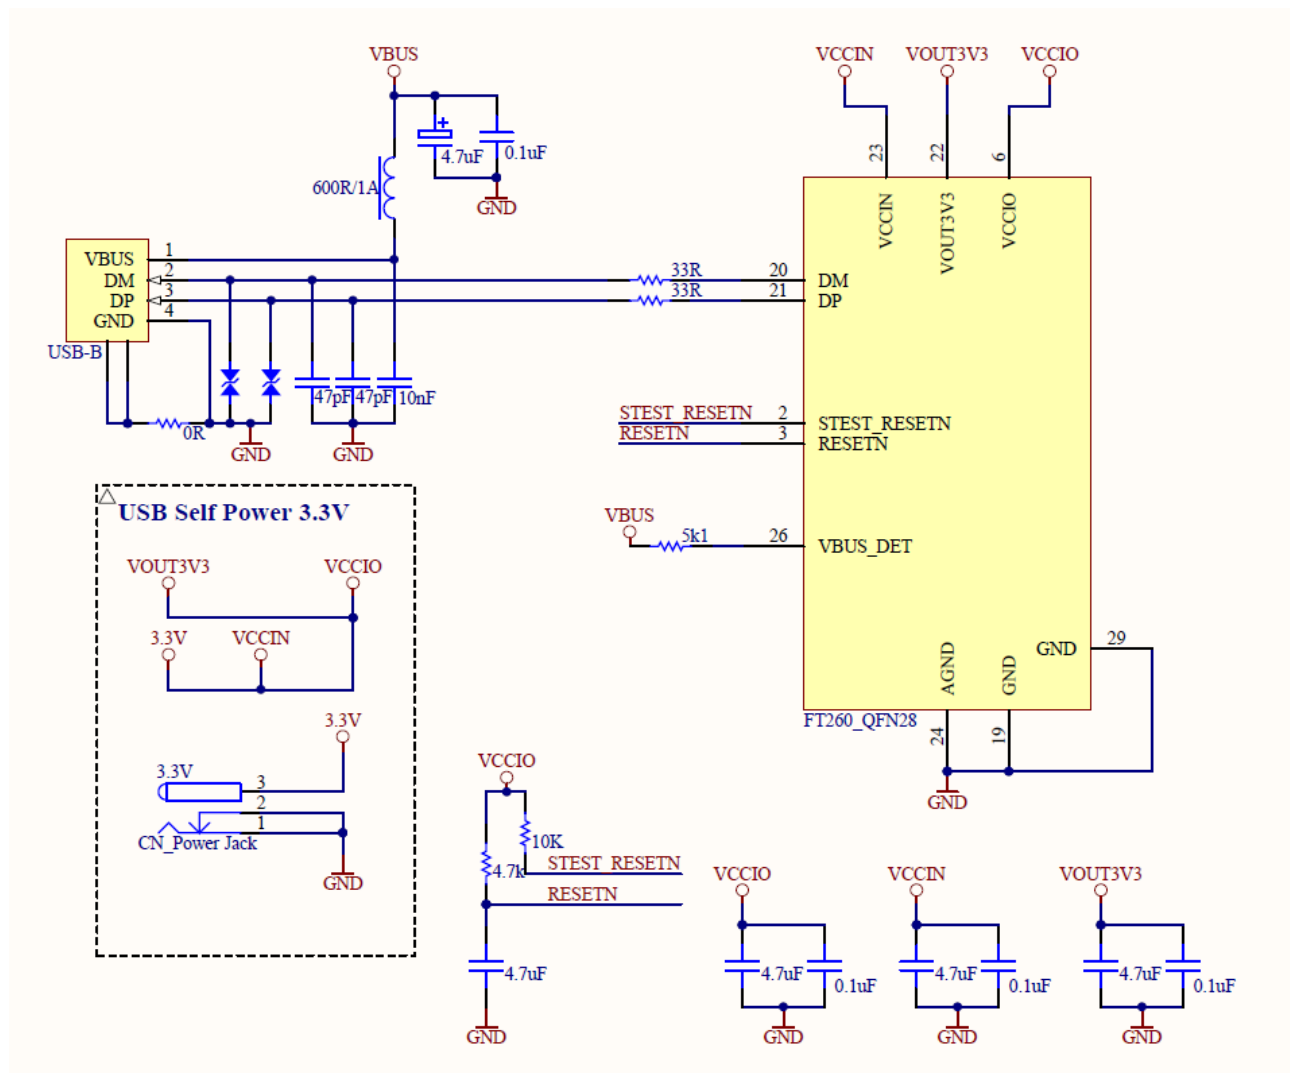 VBUS
4.7uF
0.1uF
GND
600R/1A
VCCIN
VOUT3V3
VCCIO
23
22
6
VCCIN
VOUT3V3
VCCIO
VBUS 1
DM 2
DP 3
GND 4
USB-B
33R
33R
20 DM
21 DP
0R
47pF
47pF
10nF
GND
GND
STEST_RESETN 2 STEST_RESETN
RESETN 3 RESETN
VBUS
5k1
26 VBUS_DET
GND 29
AGND
GND
24
19
FT260_QFN28
GND
USB Self Power 3.3V
VOUT3V3
VCCIO
3.3V
VCCIN
3.3V
3.3V
3
2
1
CN_Power Jack
GND
VCCIO
10K
4.7k
STEST_RESETN
RESETN
4.7uF
GND
VCCIO
4.7uF
0.1uF
GND
VCCIN
4.7uF
0.1uF
GND
VOUT3V3
4.7uF
0.1uF
GND